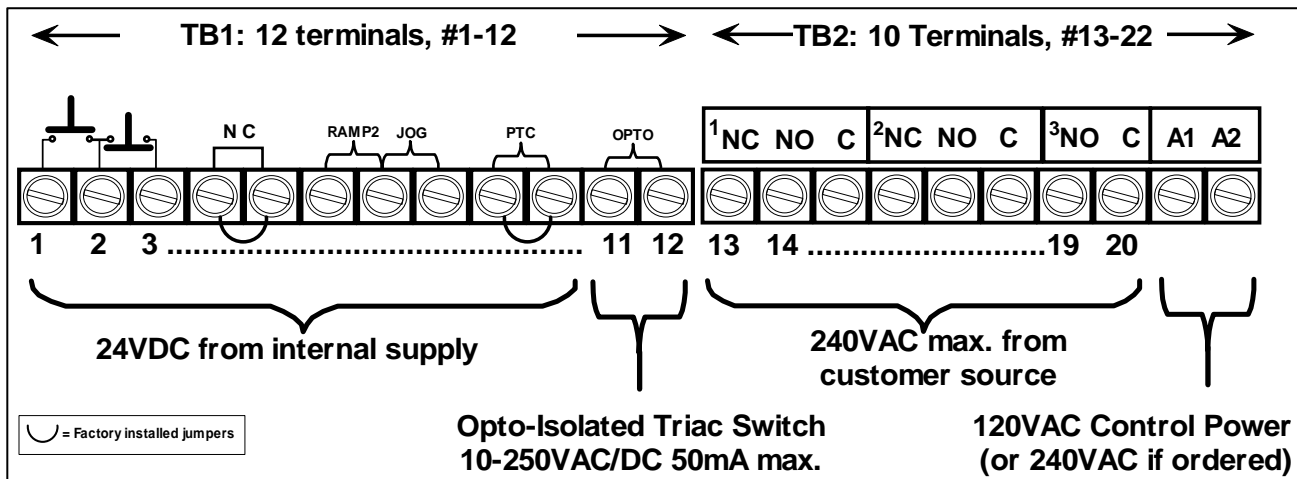 TB1: 12 terminals, #1-12
TB2: 10 Terminals, #13-22
N C
RAMP2 JOG
PTC
OPTO
1NC NO C
2NC NO C
3NO C
A1 A2
1 2 3 .................................................. 11 12
13 14 ............................19 20
24VDC from internal supply
240VAC max. from
customer source
= Factory installed jumpers
Opto-Isolated Triac Switch
10-250VAC/DC 50mA max.
120VAC Control Power
(or 240VAC if ordered)